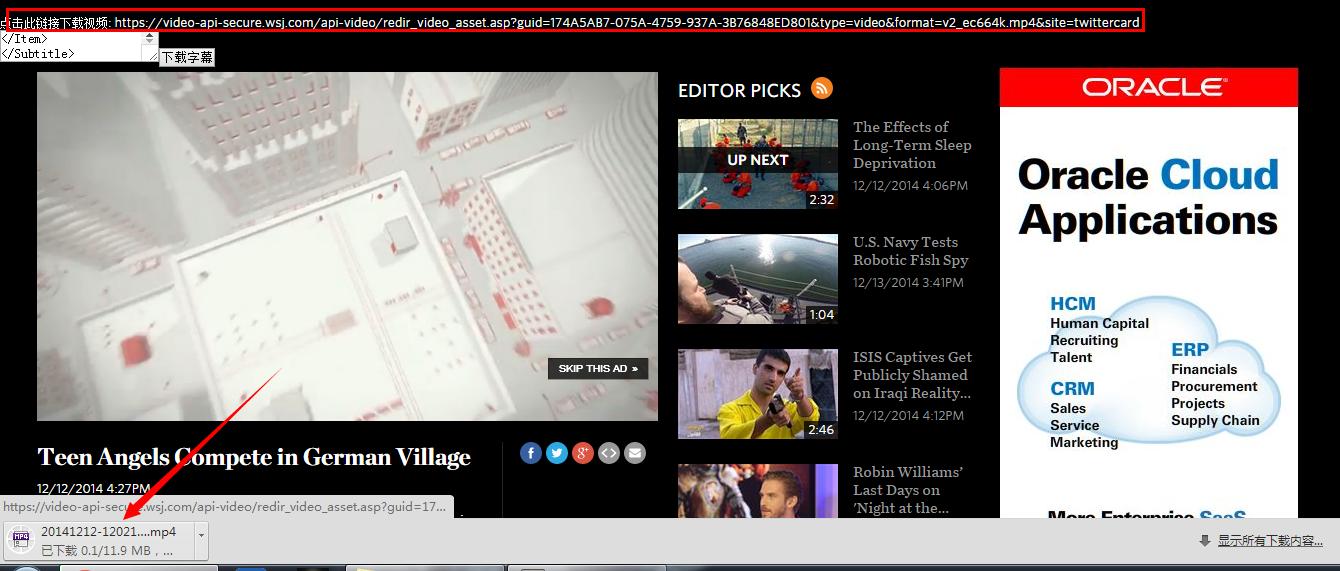 点击此链接下载视频: https://video-api-secure.wsj.com/api-video/redir_video_asset.asp?guid=174A5AB7-075A-4759-937A-3B76848ED801&type=video&format=v2_ec664k.mp4&site=twittercard
</Item>
</Subtitle>
下载字幕
SKIP THIS AD »
Teen Angels Compete in German Village
12/12/2014 4:27PM
EDITOR PICKS
UP NEXT
2:32
The Effects of
Long-Term Sleep
Deprivation
12/12/2014 4:06PM
1:04
U.S. Navy Tests
Robotic Fish Spy
12/13/2014 3:41PM
2:46
ISIS Captives Get
Publicly Shamed
on Iraqi Reality...
12/12/2014 4:12PM
Robin Williams'
Last Days on
'Night at the...
ORACLE
Oracle Cloud
Applications
HCM
Human Capital
Recruiting
Talent
CRM
Sales
Service
Marketing
ERP
Financials
Procurement
Projects
Supply Chain
More Enterprise SaaS
https://video-api-secure.wsj.com/api-video/redir_video_asset.asp?guid=17...
MP4
20141212-12021....mp4
已下载 0.1/11.9 MB，...
显示所有下载内容...